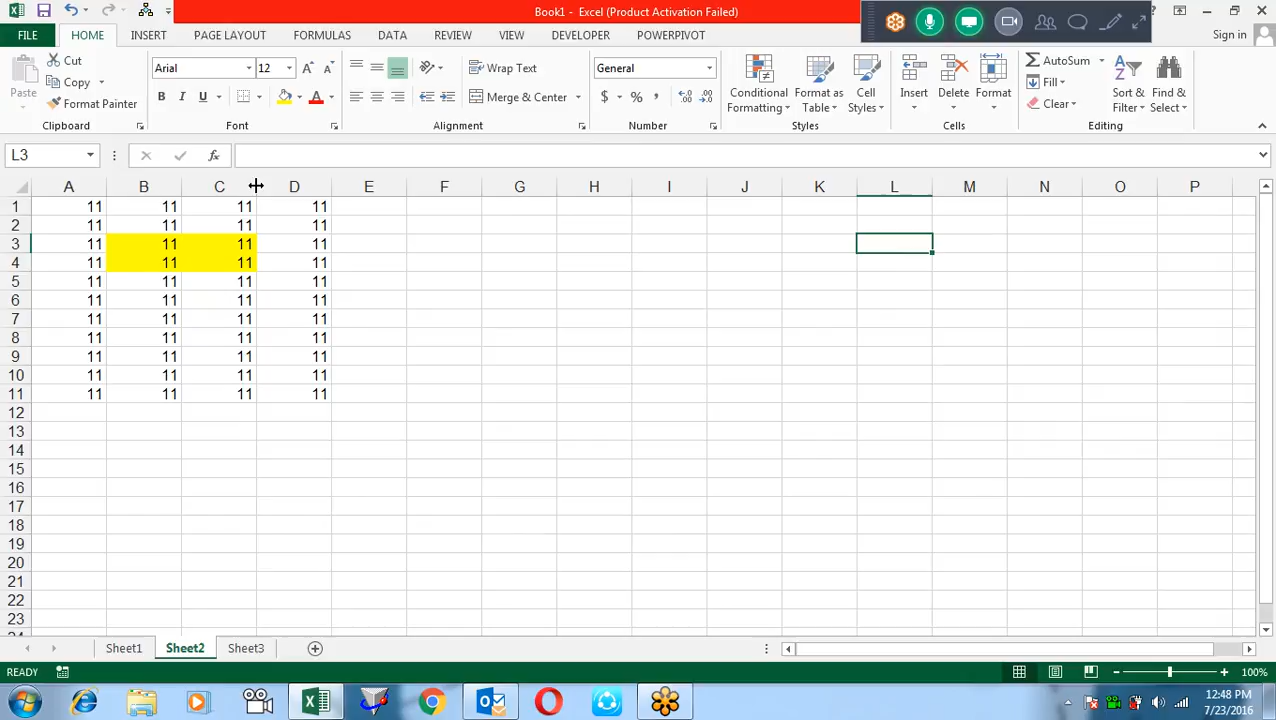 Book1 - Excel (Product Activation Failed)
FILE HOME INSERT PAGE LAYOUT FORMULAS DATA REVIEW VIEW DEVELOPER POWERPIVOT Sign in
Cut
Copy
Format Painter
Paste
Clipboard
Arial 12
B I U A
Font
Wrap Text
Merge & Center
Alignment
General
$ % ,
Number
Conditional Formatting
Format as Table
Cell Styles
Styles
Insert Delete Format
Cells
AutoSum
Fill
Clear
Sort & Filter
Find & Select
Editing
L3 fx
A B C D E F G H I J K L M N O P
1 11 11 11 11
2 11 11 11 11
3 11 11 11 11
4 11 11 11 11
5 11 11 11 11
6 11 11 11 11
7 11 11 11 11
8 11 11 11 11
9 11 11 11 11
10 11 11 11 11
11 11 11 11 11
12
13
14
15
16
17
18
19
20
21
22
23
24
Sheet1 Sheet2 Sheet3
READY 100%
12:48 PM
7/23/2016